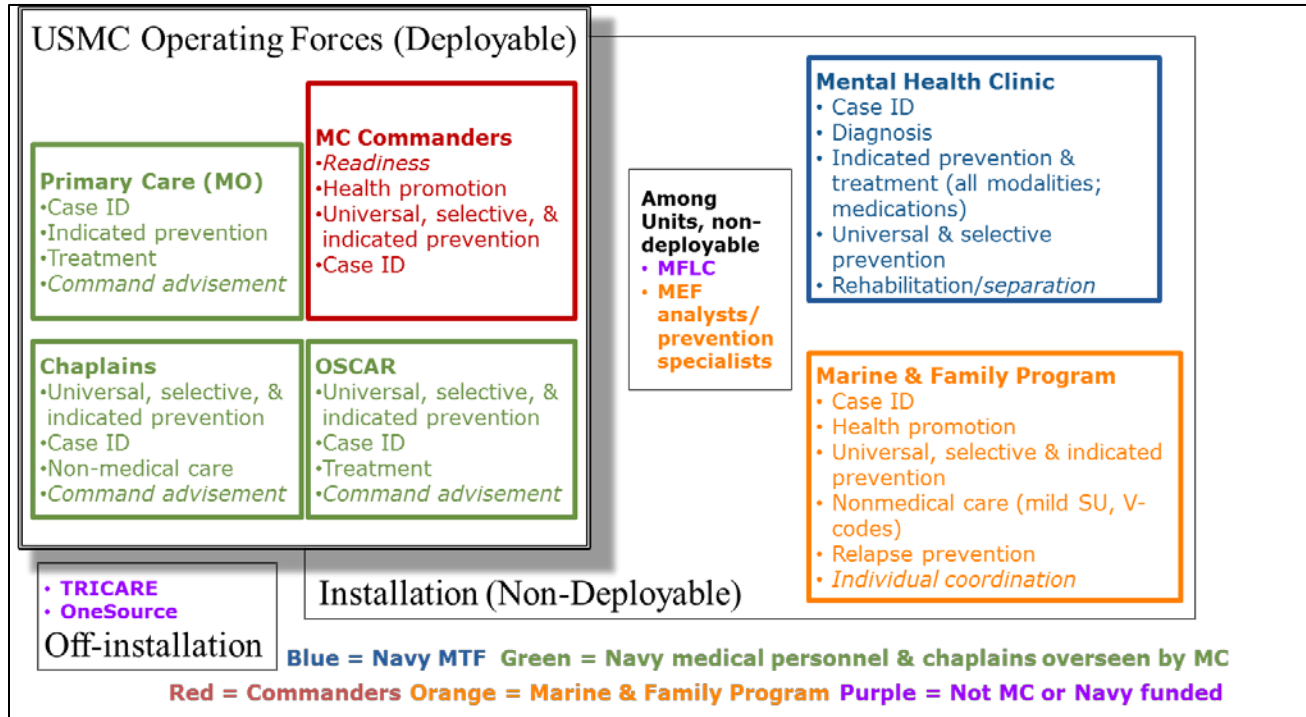 USMC Operating Forces (Deployable)
Primary Care (MO)
•Case ID
•Indicated prevention
•Treatment
•Command advisement
MC Commanders
•Readiness
•Health promotion
•Universal, selective, &
indicated prevention
•Case ID
Chaplains
•Universal, selective, &
indicated prevention
•Case ID
•Non-medical care
•Command advisement
OSCAR
•Universal, selective, &
indicated prevention
•Case ID
•Treatment
•Command advisement
Among
Units, non-
deployable
• MFLC
• MEF
analysts/
prevention
specialists
Mental Health Clinic
• Case ID
• Diagnosis
• Indicated prevention &
treatment (all modalities;
medications)
• Universal & selective
prevention
• Rehabilitation/separation
Marine & Family Program
• Case ID
• Health promotion
• Universal, selective & indicated
prevention
• Nonmedical care (mild SU, V-
codes)
• Relapse prevention
• Individual coordination
Installation (Non-Deployable)
• TRICARE
• OneSource
Off-installation
Blue = Navy MTF Green = Navy medical personnel & chaplains overseen by MC
Red = Commanders Orange = Marine & Family Program Purple = Not MC or Navy funded